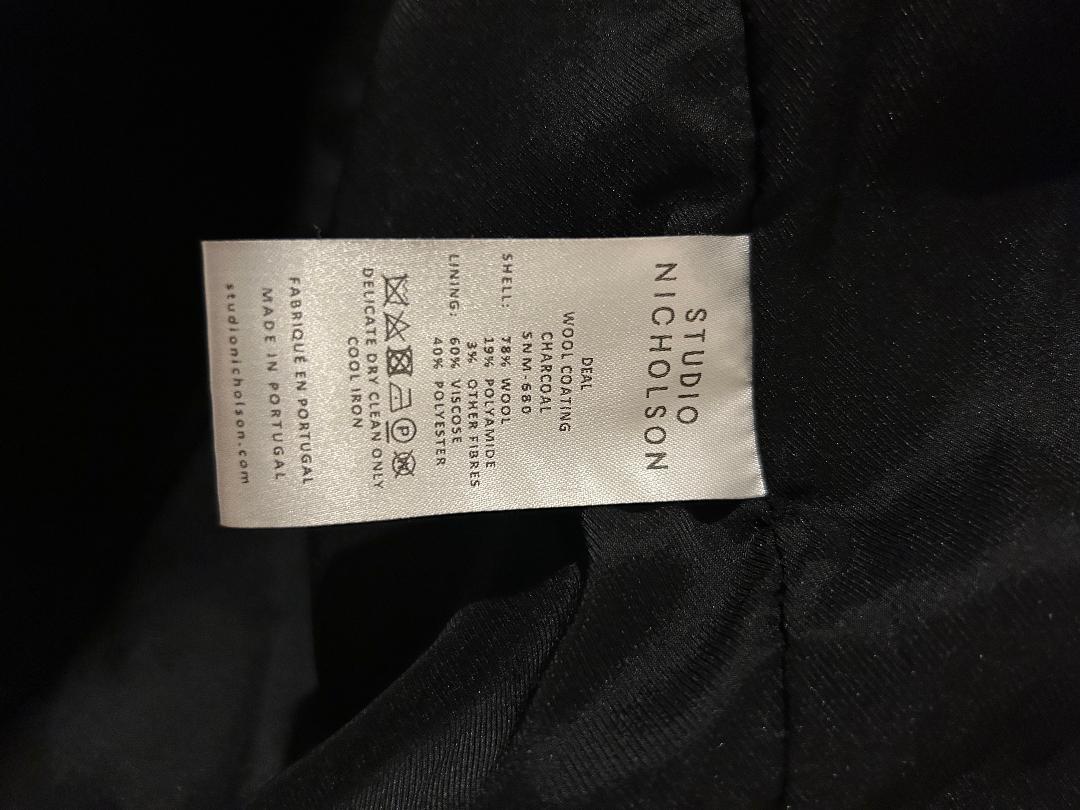 STUDIO
NICHOLSON
DEAL
WOOL COATING
CHARCOAL
SNM-680
SHELL: 78% WOOL
19% POLYAMIDE
3% OTHER FIBRES
LINING: 60% VISCOSE
40% POLYESTER
P
DELICATE DRY CLEAN ONLY
COOL IRON
FABRIQUÉ EN PORTUGAL
MADE IN PORTUGAL
studionicholson.com